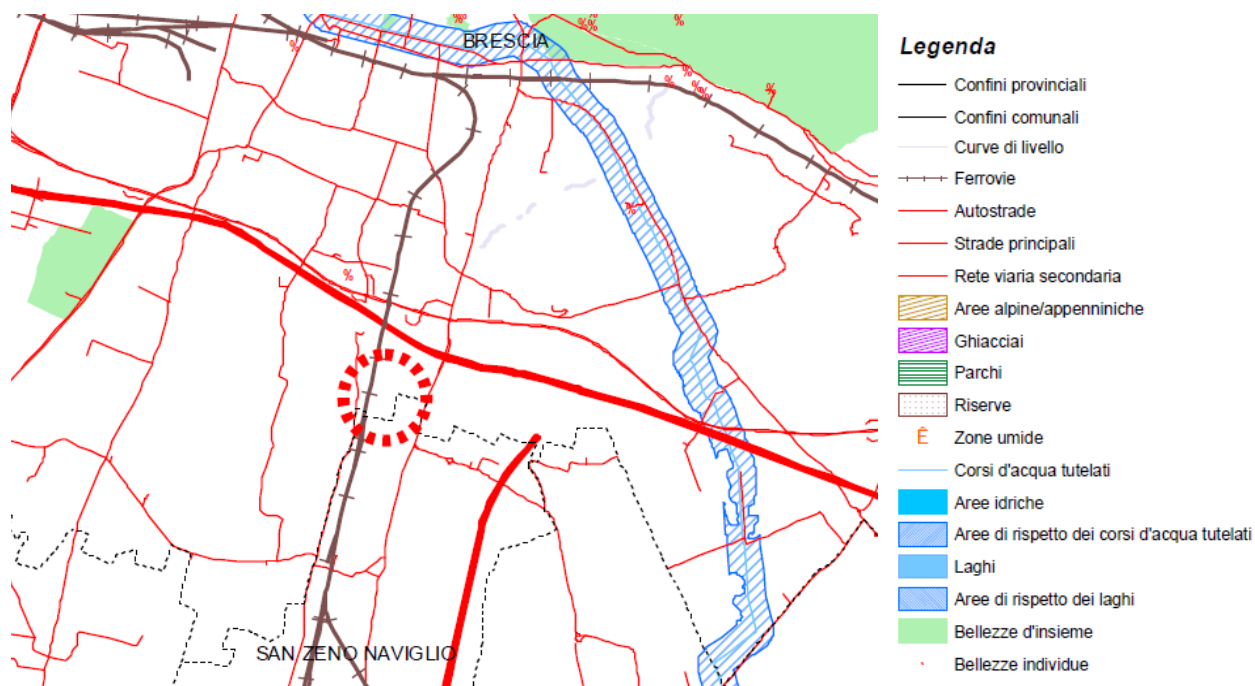 BRESCIA
SAN ZENO NAVIGLIO
Legenda
Confini provinciali
Confini comunali
Curve di livello
Ferrovie
Autostrade
Strade principali
Rete viaria secondaria
Aree alpine/appenniniche
Ghiacciai
Parchi
Riserve
Ê Zone umide
Corsi d'acqua tutelati
Aree idriche
Aree di rispetto dei corsi d'acqua tutelati
Laghi
Aree di rispetto dei laghi
Bellezze d'insieme
Bellezze individue